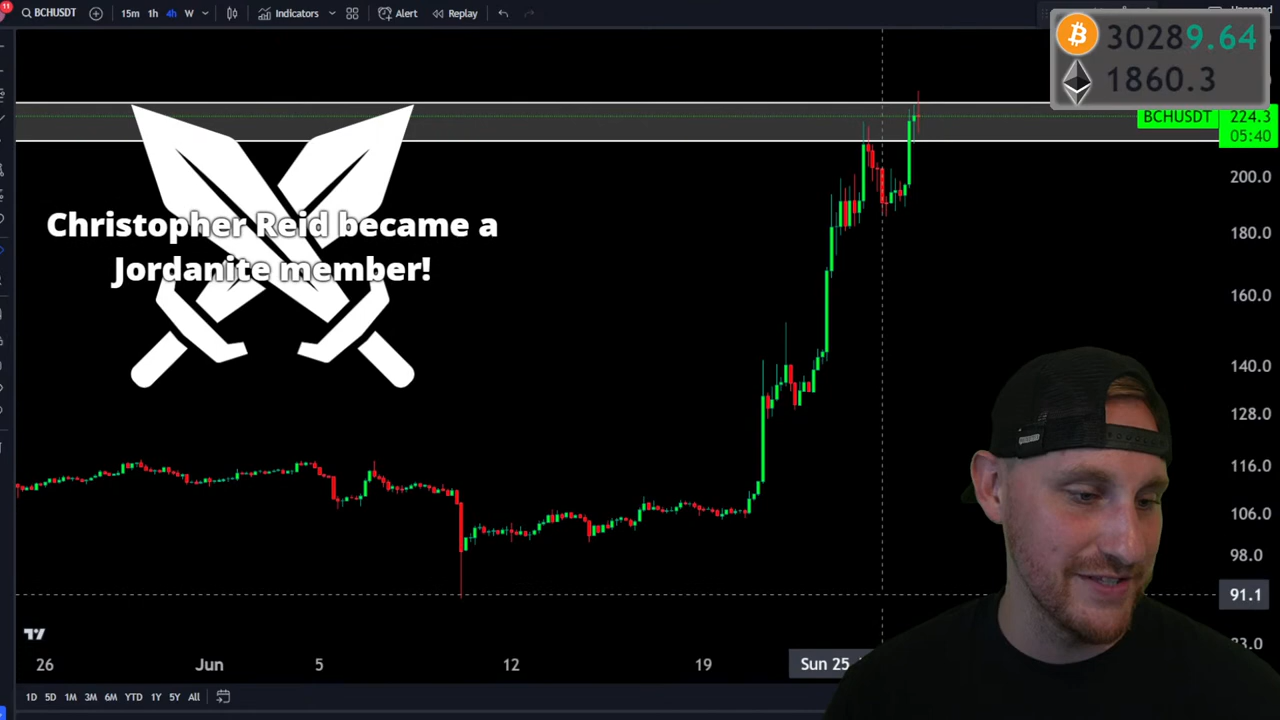 11
BCHUSDT
15m 1h 4h W
Indicators
Alert
Replay
30289.64
1860.3
BCHUSDT 224.3
05:40
200.0
180.0
160.0
140.0
128.0
116.0
106.0
98.0
91.1
Christopher Reid became a
Jordanite member!
26 Jun 5 12 19 Sun 25
1D 5D 1M 3M 6M YTD 1Y 5Y All